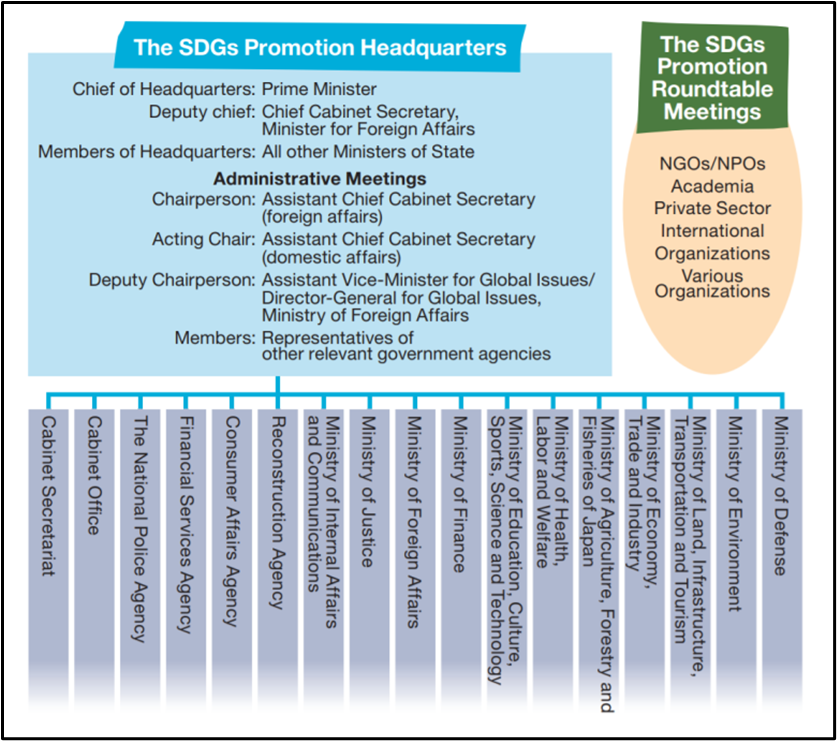 The SDGs Promotion Headquarters
Chief of Headquarters: Prime Minister
Deputy chief: Chief Cabinet Secretary,
Minister for Foreign Affairs
Members of Headquarters: All other Ministers of State
Administrative Meetings
Chairperson: Assistant Chief Cabinet Secretary
(foreign affairs)
Acting Chair: Assistant Chief Cabinet Secretary
(domestic affairs)
Deputy Chairperson: Assistant Vice-Minister for Global Issues/
Director-General for Global Issues,
Ministry of Foreign Affairs
Members: Representatives of
other relevant government agencies
The SDGs
Promotion
Roundtable
Meetings
NGOs/NPOs
Academia
Private Sector
International
Organizations
Various
Organizations
Cabinet Secretariat
Cabinet Office
The National Police Agency
Financial Services Agency
Consumer Affairs Agency
Reconstruction Agency
Ministry of Internal Affairs
and Communications
Ministry of Justice
Ministry of Foreign Affairs
Ministry of Finance
Ministry of Education, Culture,
Sports, Science and Technology
Ministry of Health,
Labor and Welfare
Ministry of Agriculture, Forestry and
Fisheries of Japan
Ministry of Economy,
Trade and Industry
Ministry of Land, Infrastructure,
Transportation and Tourism
Ministry of Environment
Ministry of Defense